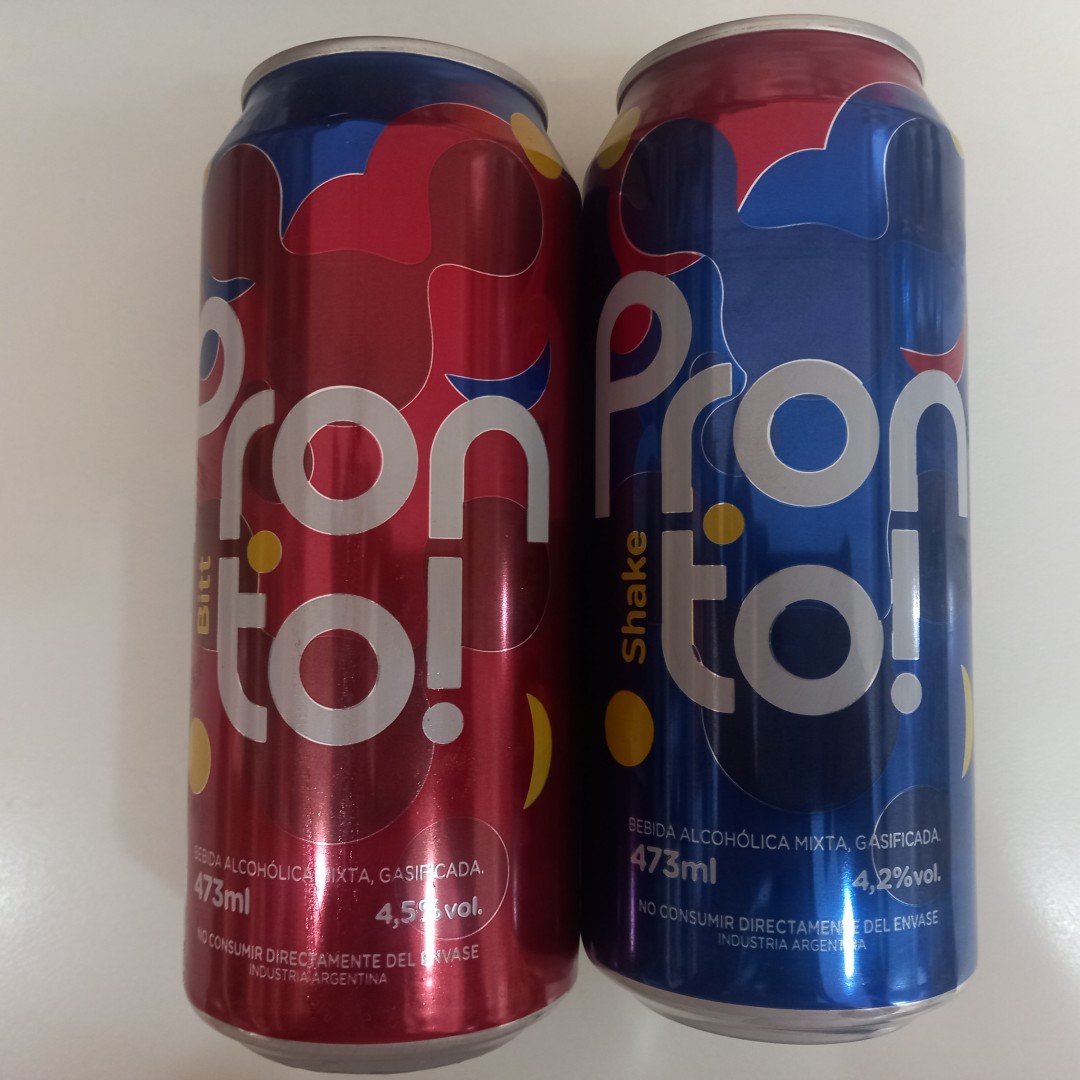 Pron
to!
Bitt
BEBIDA ALCOHÓLICA MIXTA, GASIFICADA.
473ml
4,5% vol.
NO CONSUMIR DIRECTAMENTE DEL ENVASE
INDUSTRIA ARGENTINA
Pron
to!
Shake
BEBIDA ALCOHÓLICA MIXTA, GASIFICADA.
473ml
4,2%vol.
NO CONSUMIR DIRECTAMENTE DEL ENVASE
INDUSTRIA ARGENTINA